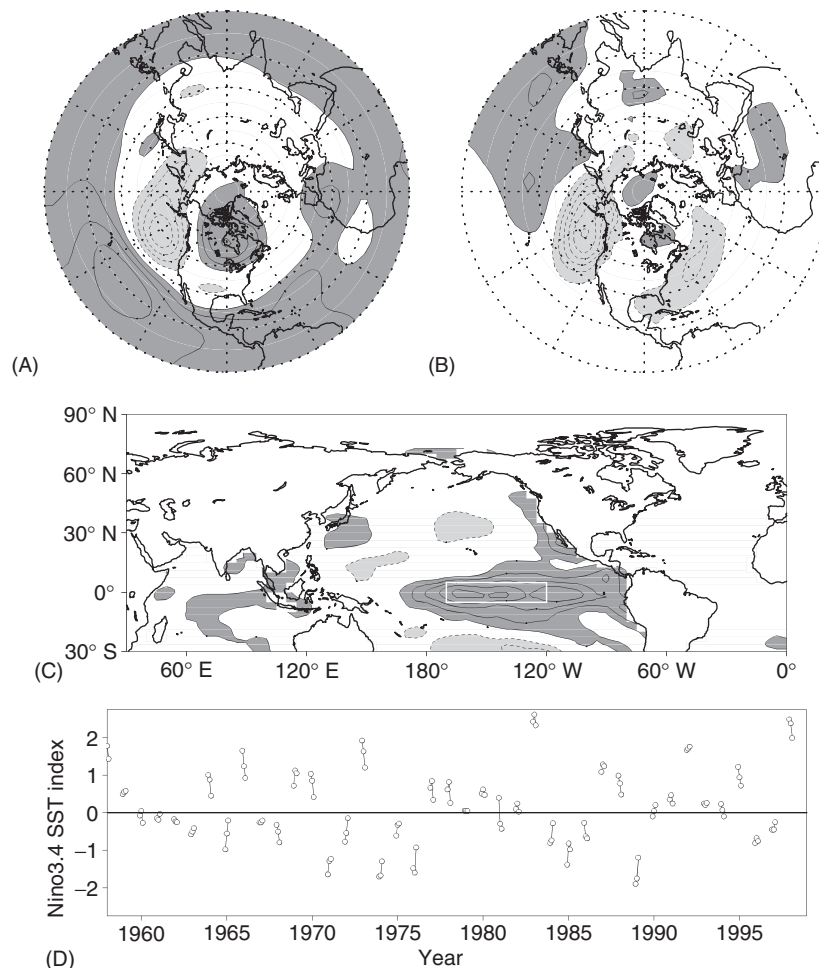 (A)
(B)
90° N
60° N
30° N
0°
30° S
(C)
60° E
120° E
180°
120° W
60° W
0°
Nino3.4 SST index
2
1
0
−1
−2
1960
1965
1970
1975
1980
1985
1990
1995
(D)
Year